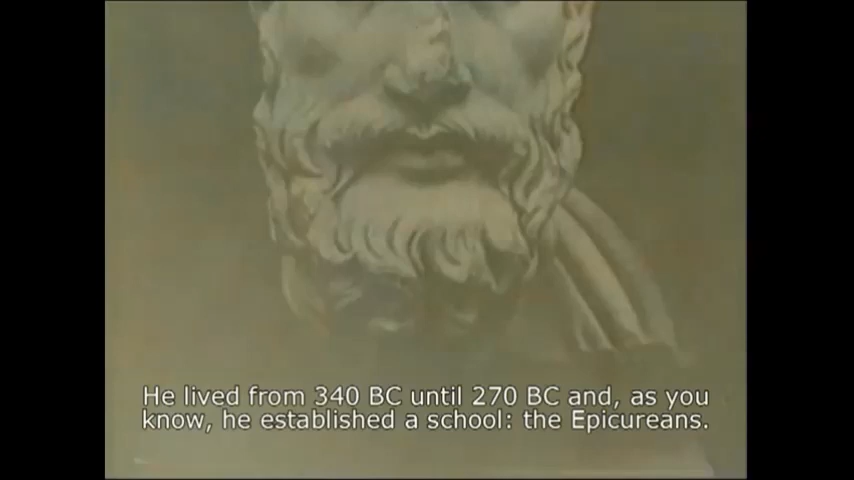 He lived from 340 BC until 270 BC and, as you
know, he established a school: the Epicureans.